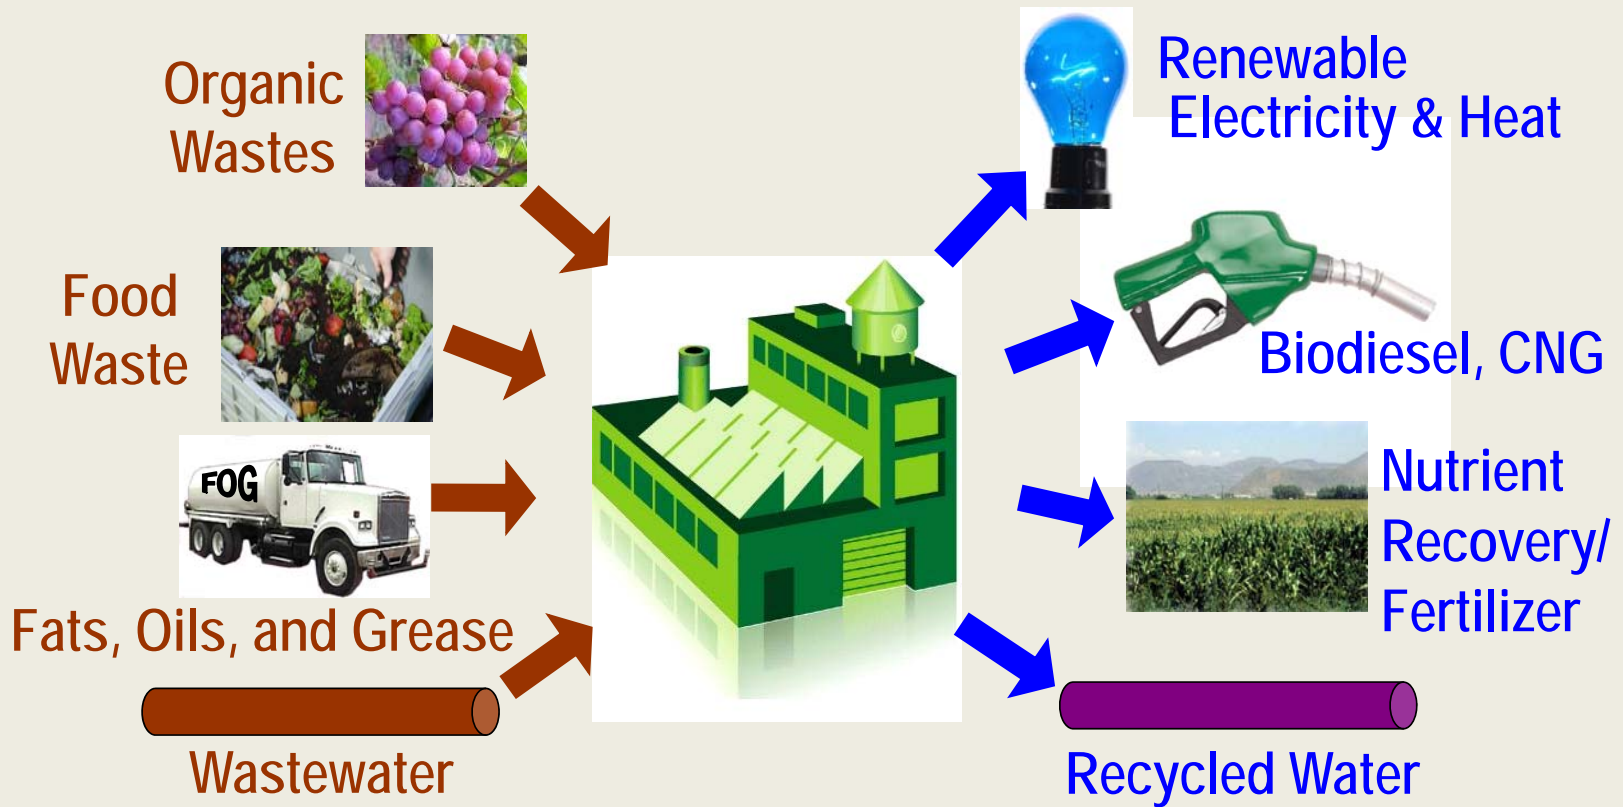 Organic
Wastes
Food
Waste
FOG
Fats, Oils, and Grease
Wastewater
Renewable
Electricity & Heat
Biodiesel, CNG
Nutrient
Recovery/
Fertilizer
Recycled Water